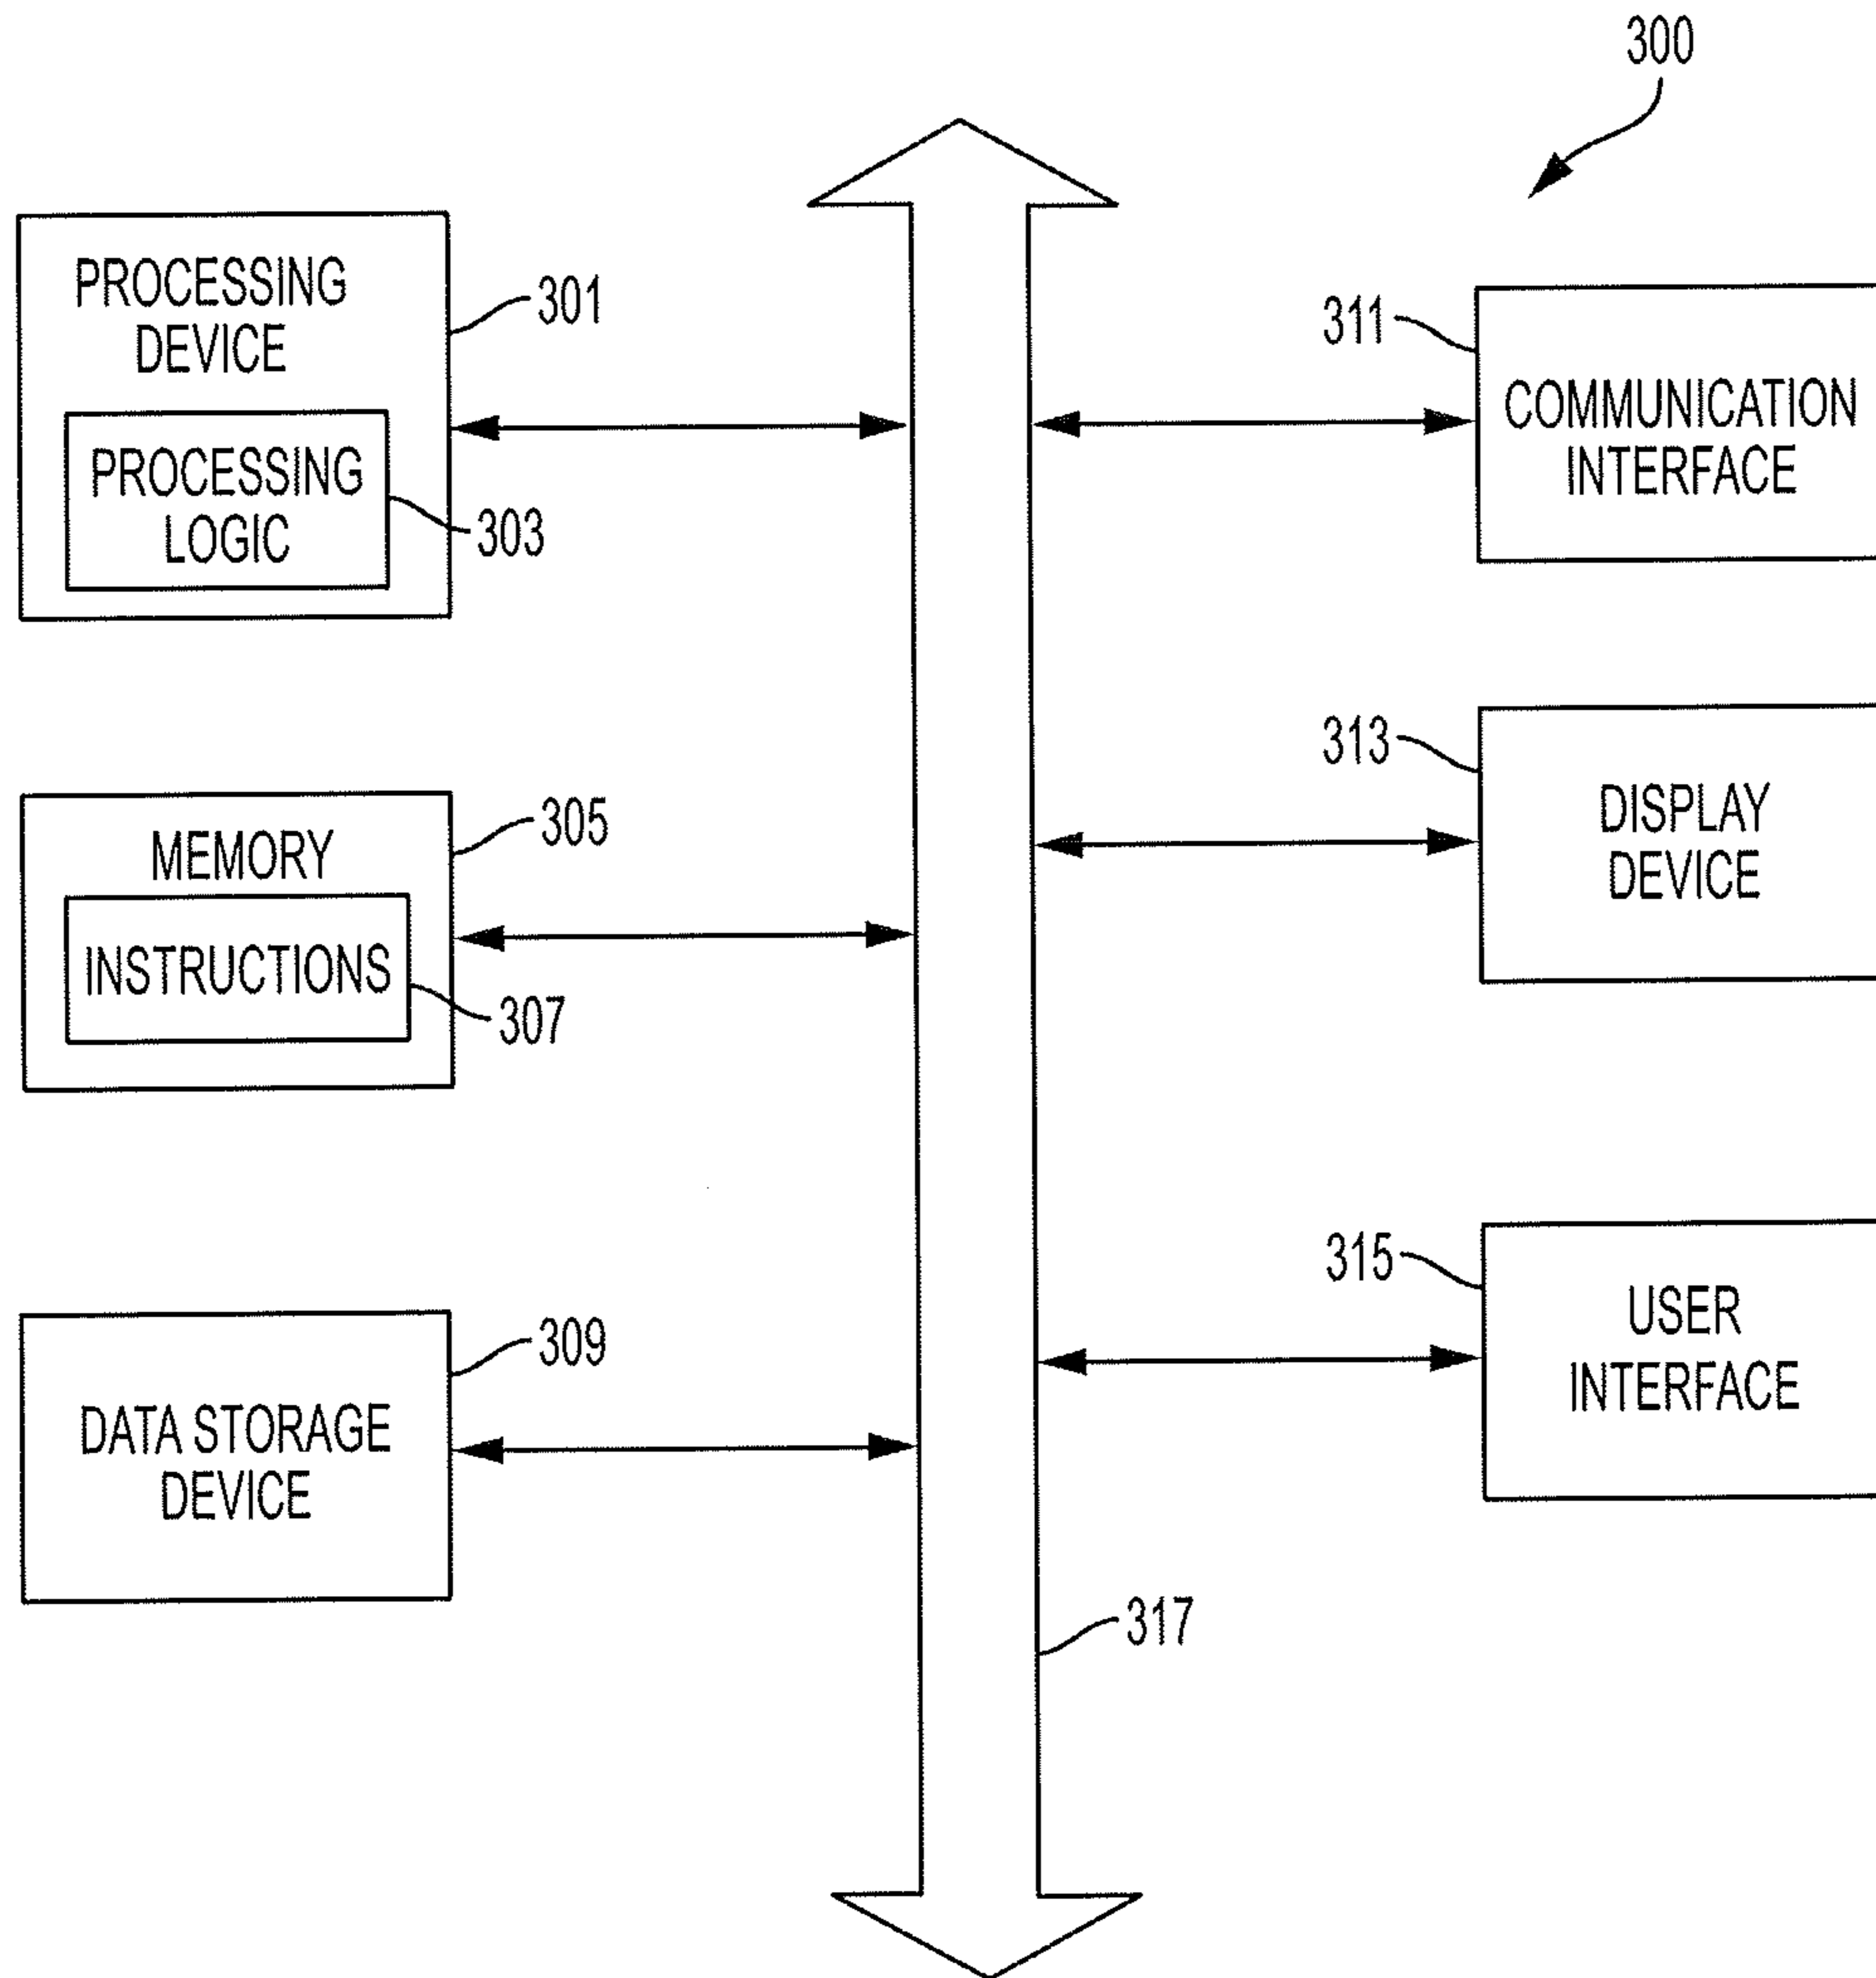 300
PROCESSING
DEVICE
301
PROCESSING
LOGIC
303
311
COMMUNICATION
INTERFACE
MEMORY
305
INSTRUCTIONS
307
313
DISPLAY
DEVICE
309
DATA STORAGE
DEVICE
315
USER
INTERFACE
317